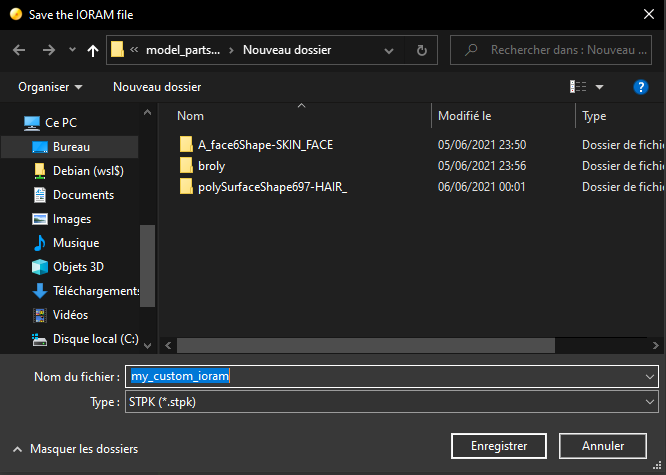 Save the IORAM file
« model_parts... › Nouveau dossier
Rechercher dans : Nouveau ...
Organiser Nouveau dossier
Nom Modifié le Type
Ce PC
Bureau
Debian (wsl$)
Documents
Images
Musique
Objets 3D
Téléchargements
Vidéos
Disque local (C:)
A_face6Shape-SKIN_FACE 05/06/2021 23:50 Dossier de fichie
broly 05/06/2021 23:56 Dossier de fichie
polySurfaceShape697-HAIR_ 06/06/2021 00:01 Dossier de fichie
Nom du fichier : my_custom_ioram
Type : STPK (*.stpk)
Masquer les dossiers
Enregistrer Annuler